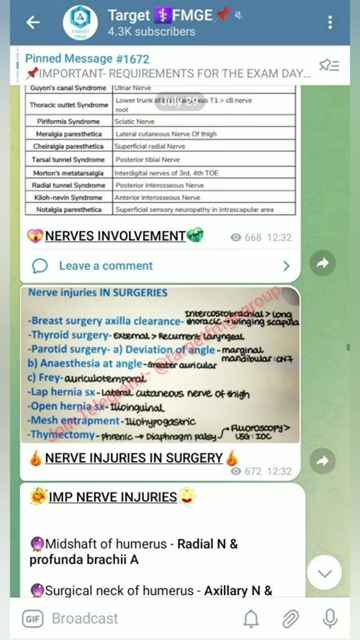 Target ⚕️FMGE📌
4.3K subscribers
TARGET
FMGE
Pinned Message #1672
📌IMPORTANT- REQUIREMENTS FOR THE EXAM DAY...
Guyon's canal Syndrome Ulnar Nerve
Thoracic outlet Syndrome Lower trunk of T1 > c8 nerve
root
July 25
Piriformis Syndrome Sciatic Nerve
Meralgia paresthetica Lateral cutaneous Nerve Of thigh
Cheiralgia paresthetica Superficial radial Nerve
Tarsal tunnel Syndrome Posterior tibial Nerve
Morton's metatarsalgia Interdigital nerves of 3rd. 4th TOE
Radial tunnel Syndrome Posterior interosseous Nerve
Kiloh-nevin Syndrome Anterior interosseous Nerve
Notalgia paresthetica Superficial sensory neuropathy in intrascapular area
NERVES INVOLVEMENT
668 12:32
Leave a comment
Nerve injuries IN SURGERIES
-Breast surgery axilla clearance- Intercostobrachial > Long
thoracic → winging scapula
-Thyroid surgery- External > Recurrent laryngeal
-Parotid surgery- a) Deviation of angle - marginal
mandibular: CN7
b) Anaesthesia at angle- Greater auricular
c) Frey- auriculotemporal
-Lap hernia sx- Lateral cutaneous nerve of thigh
-Open hernia sx- Ilioinguinal
-Mesh entrapment - Iliohypogastric
-Thymectomy - Phrenic → Diaphragm palsy → Fluoroscopy >
USG: IOC
Join Telegram:- @targetfmgegroup
🔥NERVE INJURIES IN SURGERY🔥
672 12:32
IMP NERVE INJURIES
🔮Midshaft of humerus - Radial N &
profunda brachii A
🔮Surgical neck of humerus - Axillary N &
GIF Broadcast